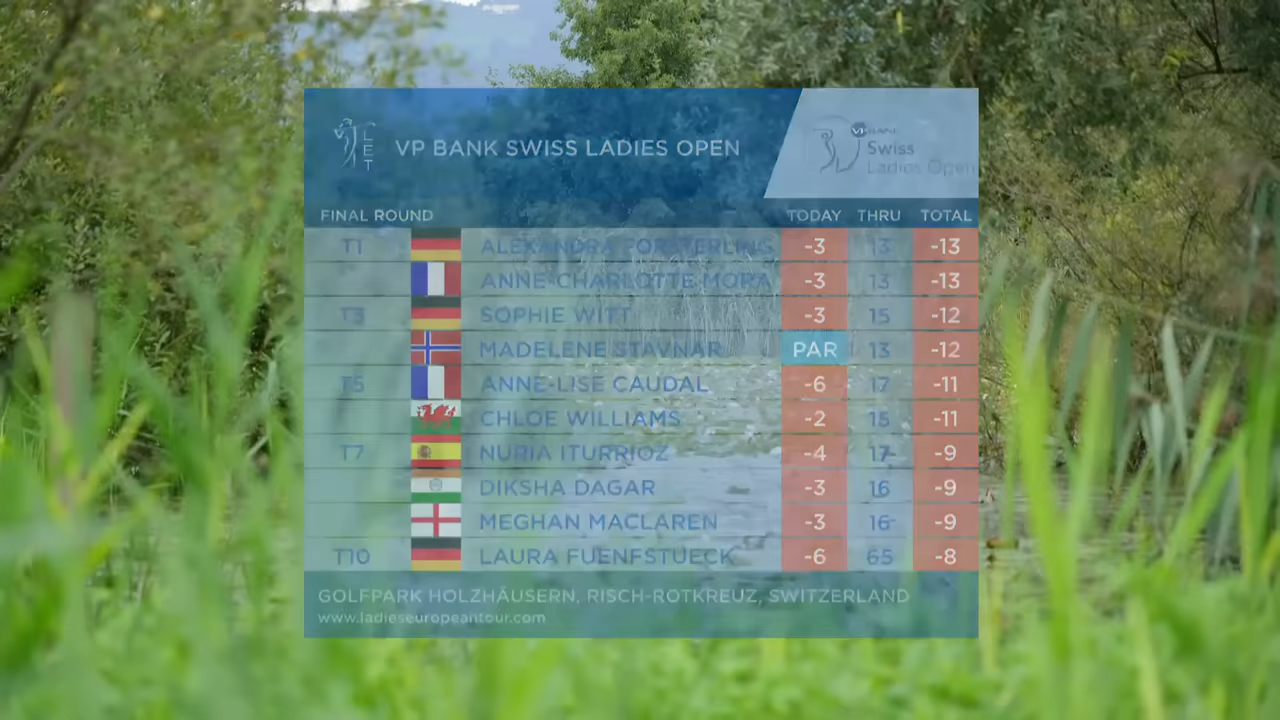 LET
VP BANK SWISS LADIES OPEN
VP BANK
Swiss
Ladies Open
FINAL ROUND TODAY THRU TOTAL
T1 ALEXANDRA FORSTERLING -3 13 -13
ANNE-CHARLOTTE MORA -3 13 -13
T3 SOPHIE WITT -3 15 -12
MADELENE STAVNAR PAR 13 -12
T5 ANNE-LISE CAUDAL -6 17 -11
CHLOE WILLIAMS -2 15 -11
T7 NURIA ITURRIOZ -4 17 -9
DIKSHA DAGAR -3 16 -9
MEGHAN MACLAREN -3 16 -9
T10 LAURA FUENFSTUECK -6 65 -8
GOLFPARK HOLZHÄUSERN, RISCH-ROTKREUZ, SWITZERLAND
www.ladieseuropeantour.com